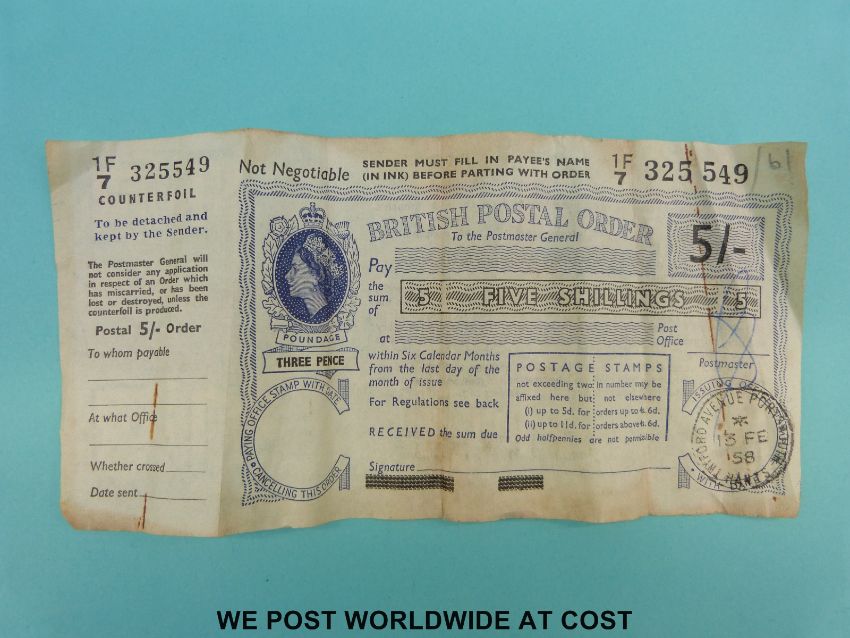 1F/7 325549
COUNTERFOIL
To be detached and
kept by the Sender.
The Postmaster General will
not consider any application
in respect of an Order which
has miscarried, or has been
lost or destroyed, unless the
counterfoil is produced.
Postal 5/- Order
To whom payable
At what Office
Whether crossed
Date sent
Not Negotiable
SENDER MUST FILL IN PAYEE'S NAME
(IN INK) BEFORE PARTING WITH ORDER
1F/7 325 549
BRITISH POSTAL ORDER
To the Postmaster General
5/-
Pay
the sum of
5 FIVE SHILLINGS 5
at
Post Office
POUNDAGE
THREE PENCE
within Six Calendar Months
from the last day of the
month of issue
For Regulations see back
RECEIVED the sum due
Signature
POSTAGE STAMPS
not exceeding two in number may be
affixed here but not elsewhere
(i) up to 5d. for orders up to 4. 6d.
(ii) up to 11d. for orders above 4. 6d.
Odd halfpennies are not permissible
Postmaster
PAYING OFFICE STAMP WITH DATE
CANCELLING THIS ORDER
ISSUING
AVENUE
13 FE
58
WE POST WORLDWIDE AT COST